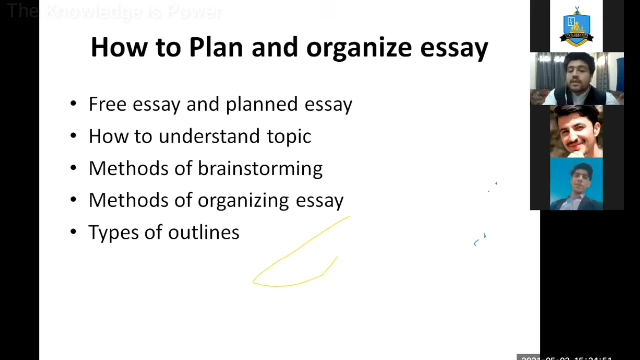 The Knowledge is Power
How to Plan and organize essay
• Free essay and planned essay
• How to understand topic
• Methods of brainstorming
• Methods of organizing essay
• Types of outlines